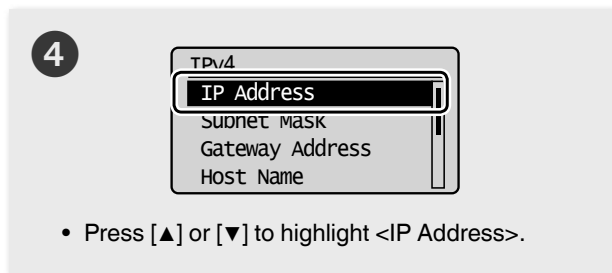 4
IPv4
IP Address
Subnet Mask
Gateway Address
Host Name
• Press [▲] or [▼] to highlight <IP Address>.